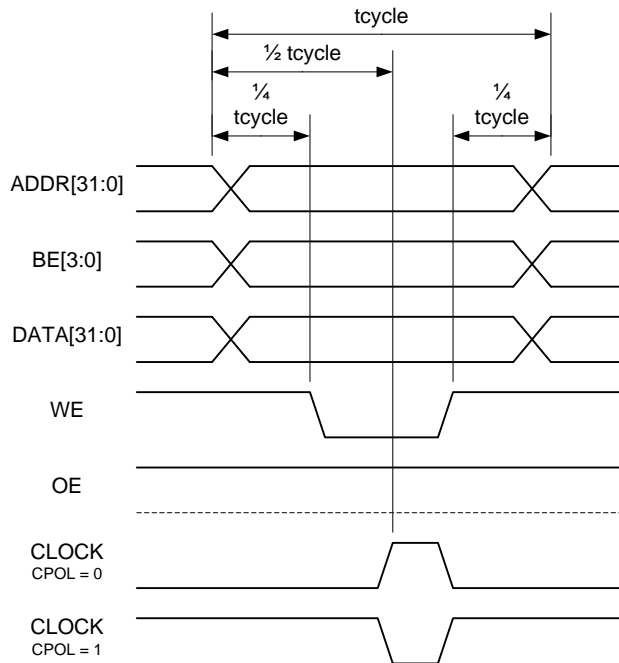 tcycle
½ tcycle
¼
tcycle
¼
tcycle
ADDR[31:0]
BE[3:0]
DATA[31:0]
WE
OE
CLOCK
CPOL = 0
CLOCK
CPOL = 1